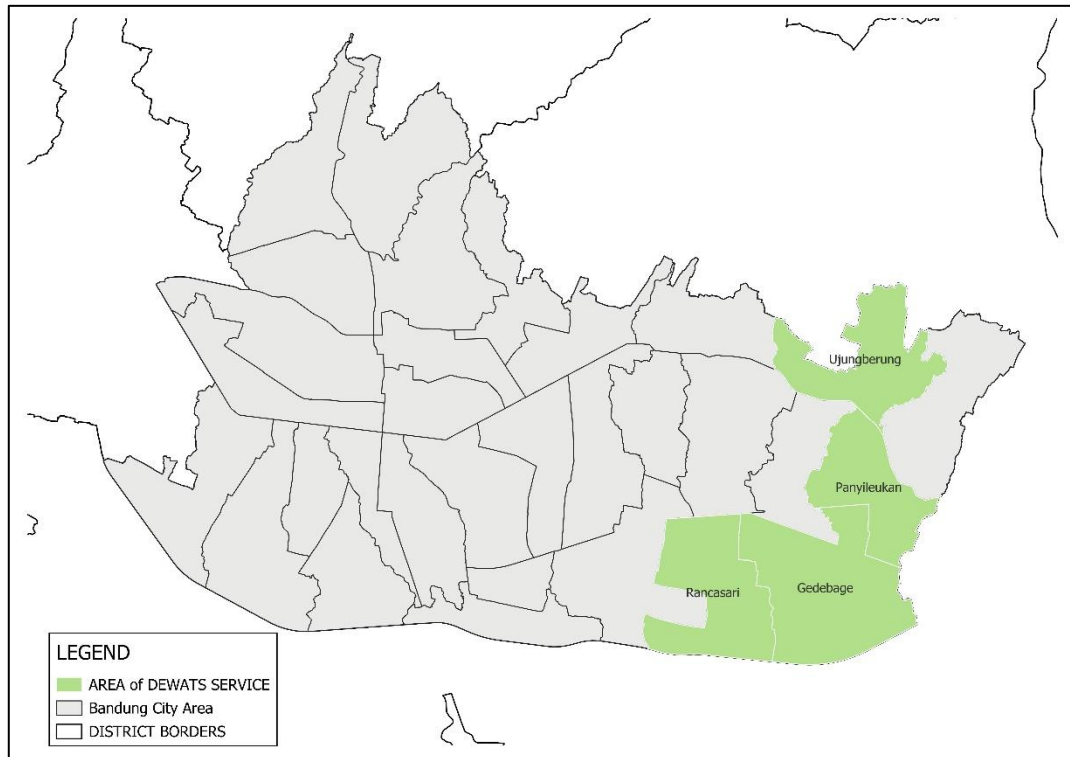 Ujungberung
Panyileukan
Rancasari
Gedebage
LEGEND
AREA of DEWATS SERVICE
Bandung City Area
DISTRICT BORDERS